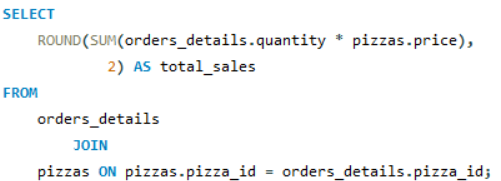 SELECT
ROUND(SUM(orders_details.quantity * pizzas.price),
2) AS total_sales
FROM
orders_details
JOIN
pizzas ON pizzas.pizza_id = orders_details.pizza_id;